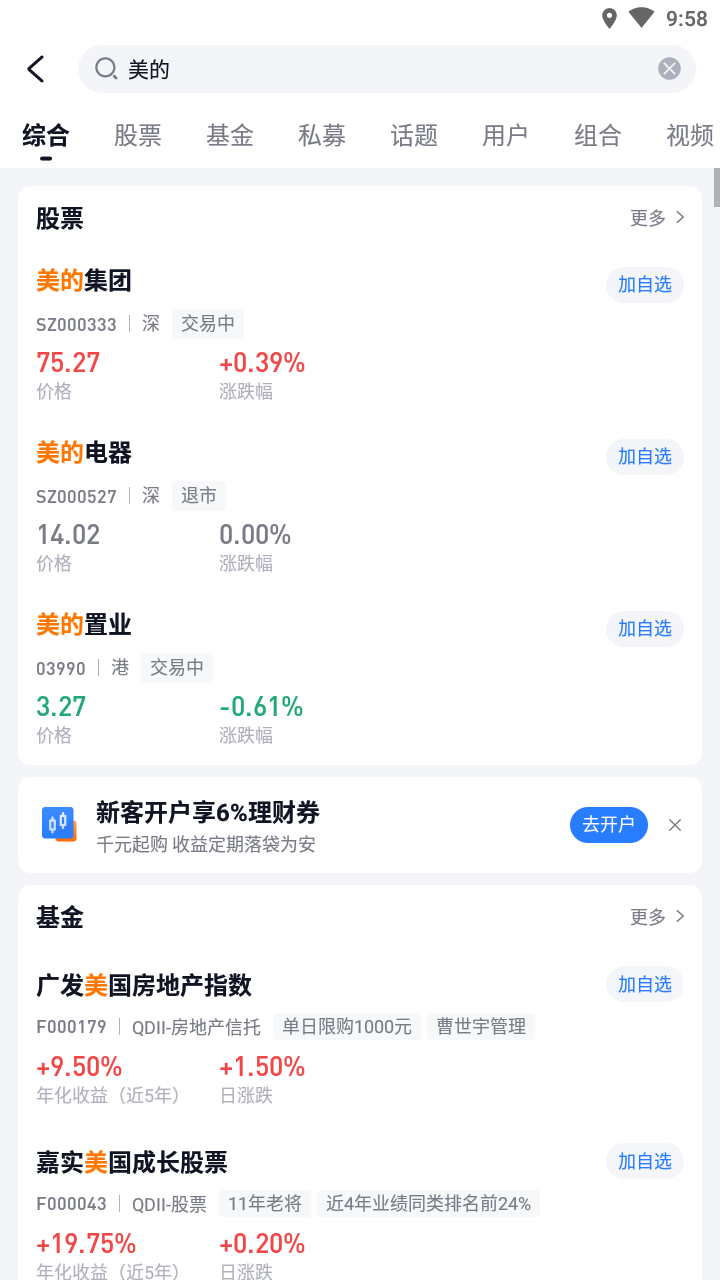 9:58
美的
综合 股票 基金 私募 话题 用户 组合 视频
股票 更多
美的集团 加自选
SZ000333 深 交易中
75.27 +0.39%
价格 涨跌幅
美的电器 加自选
SZ000527 深 退市
14.02 0.00%
价格 涨跌幅
美的置业 加自选
03990 港 交易中
3.27 -0.61%
价格 涨跌幅
新客开户享6%理财券
千元起购 收益定期落袋为安
去开户
基金 更多
广发美国房地产指数 加自选
F000179 QDII-房地产信托 单日限购1000元 曹世宇管理
+9.50% +1.50%
年化收益（近5年） 日涨跌
嘉实美国成长股票 加自选
F000043 QDII-股票 11年老将 近4年业绩同类排名前24%
+19.75% +0.20%
年化收益（近5年） 日涨跌